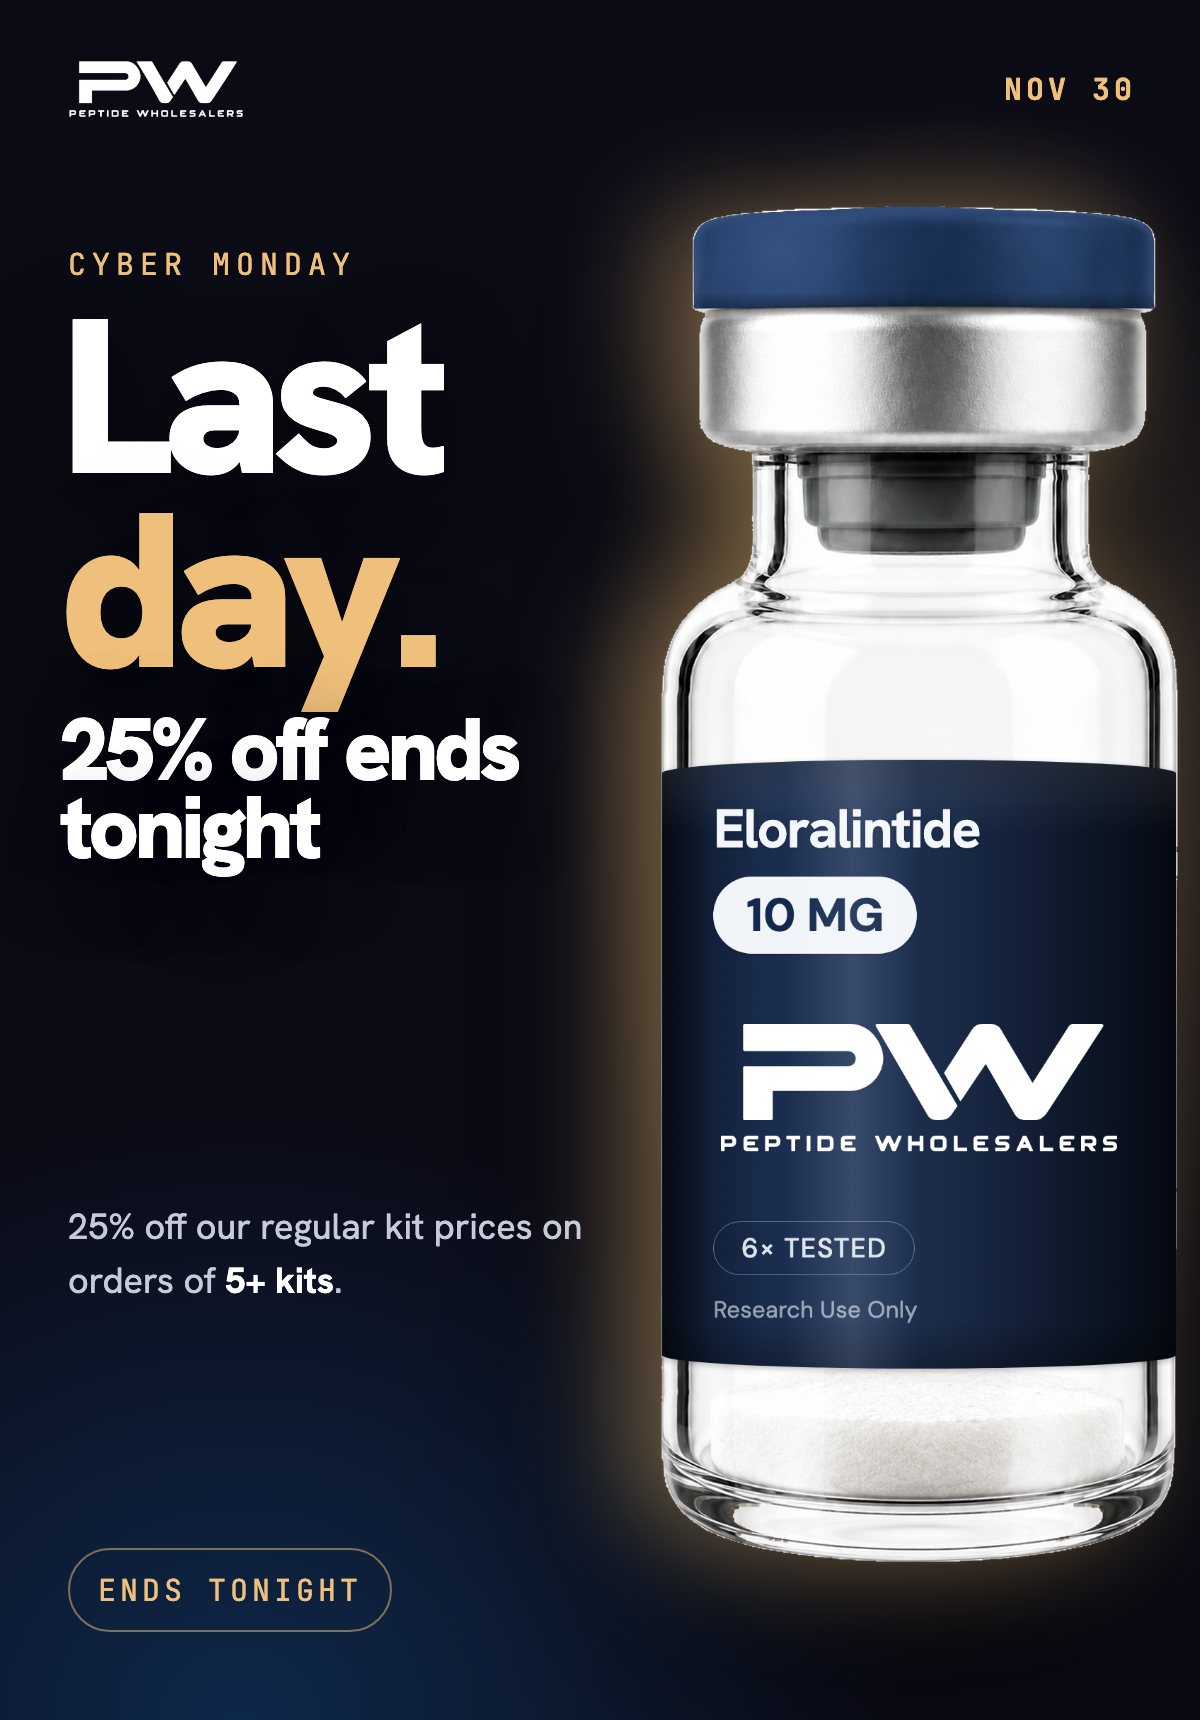 PW
PEPTIDE WHOLESALERS
NOV 30
CYBER MONDAY
Last
day.
25% off ends
tonight
25% off our regular kit prices on
orders of 5+ kits.
ENDS TONIGHT
Eloralintide
10 MG
PW
PEPTIDE WHOLESALERS
6× TESTED
Research Use Only